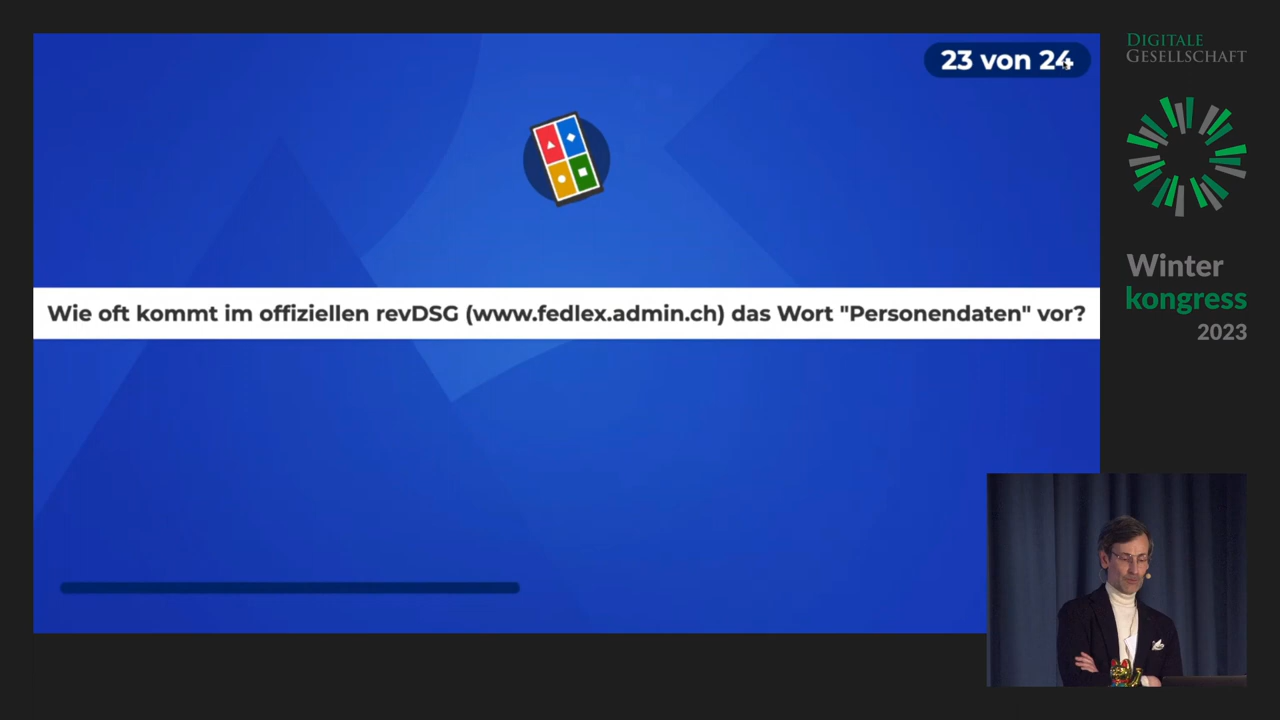 23 von 24
Wie oft kommt im offiziellen revDSG (www.fedlex.admin.ch) das Wort "Personendaten" vor?
DIGITALE
GESELLSCHAFT
Winter
kongress
2023